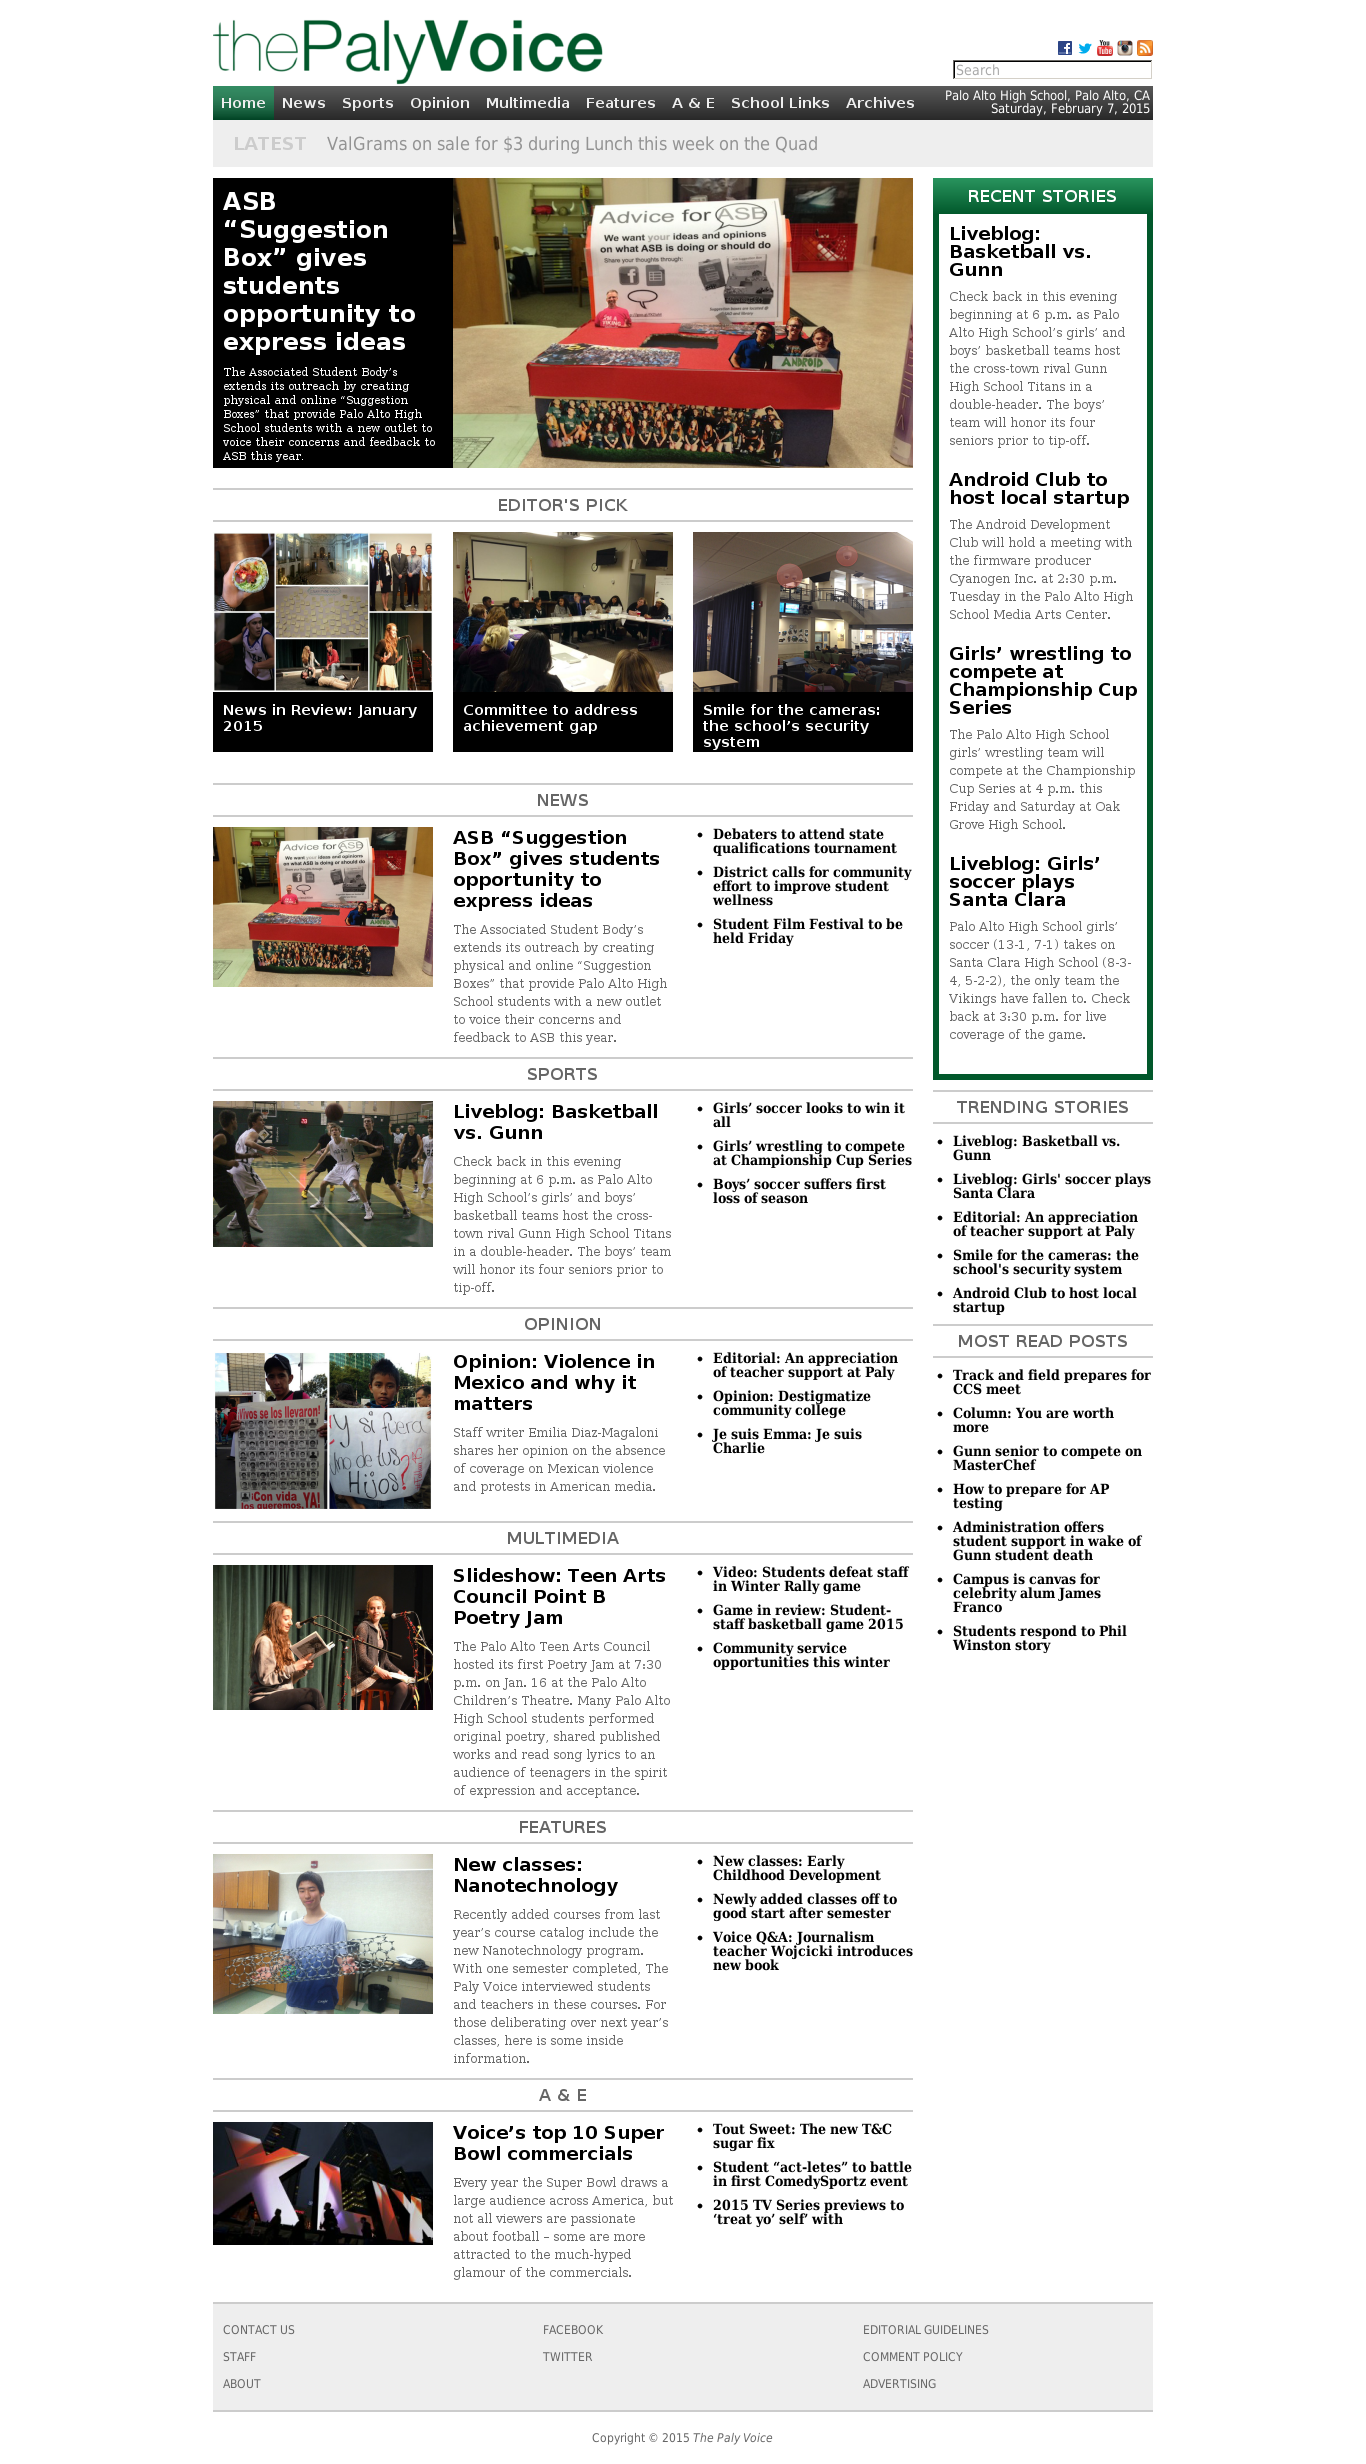 thePalyVoice
Search
Home News Sports Opinion Multimedia Features A & E School Links Archives
Palo Alto High School, Palo Alto, CA
Saturday, February 7, 2015
LATEST ValGrams on sale for $3 during Lunch this week on the Quad
ASB
“Suggestion
Box” gives
students
opportunity to
express ideas
The Associated Student Body’s
extends its outreach by creating
physical and online “Suggestion
Boxes” that provide Palo Alto High
School students with a new outlet to
voice their concerns and feedback to
ASB this year.
Advice for ASB
We want your ideas and opinions
on what ASB is doing or should do
Share your thoughts through:
ANDROID
EDITOR'S PICK
News in Review: January
2015
Committee to address
achievement gap
Smile for the cameras:
the school’s security
system
NEWS
Advice for ASB
We want your ideas and opinions
on what ASB is doing or should do
ASB “Suggestion
Box” gives students
opportunity to
express ideas
The Associated Student Body’s
extends its outreach by creating
physical and online “Suggestion
Boxes” that provide Palo Alto High
School students with a new outlet
to voice their concerns and
feedback to ASB this year.
Debaters to attend state
qualifications tournament
District calls for community
effort to improve student
wellness
Student Film Festival to be
held Friday
SPORTS
Liveblog: Basketball
vs. Gunn
Check back in this evening
beginning at 6 p.m. as Palo Alto
High School’s girls’ and boys’
basketball teams host the cross-
town rival Gunn High School Titans
in a double-header. The boys’ team
will honor its four seniors prior to
tip-off.
Girls’ soccer looks to win it
all
Girls’ wrestling to compete
at Championship Cup Series
Boys’ soccer suffers first
loss of season
OPINION
¡Vivos se los llevaron!
¡Con vida
los queremos, YA!
¿Y si fuera
uno de tus
Hijos?
Opinion: Violence in
Mexico and why it
matters
Staff writer Emilia Diaz-Magaloni
shares her opinion on the absence
of coverage on Mexican violence
and protests in American media.
Editorial: An appreciation
of teacher support at Paly
Opinion: Destigmatize
community college
Je suis Emma: Je suis
Charlie
MULTIMEDIA
Slideshow: Teen Arts
Council Point B
Poetry Jam
The Palo Alto Teen Arts Council
hosted its first Poetry Jam at 7:30
p.m. on Jan. 16 at the Palo Alto
Children’s Theatre. Many Palo Alto
High School students performed
original poetry, shared published
works and read song lyrics to an
audience of teenagers in the spirit
of expression and acceptance.
Video: Students defeat staff
in Winter Rally game
Game in review: Student-
staff basketball game 2015
Community service
opportunities this winter
FEATURES
New classes:
Nanotechnology
Recently added courses from last
year’s course catalog include the
new Nanotechnology program.
With one semester completed, The
Paly Voice interviewed students
and teachers in these courses. For
those deliberating over next year’s
classes, here is some inside
information.
New classes: Early
Childhood Development
Newly added classes off to
good start after semester
Voice Q&A: Journalism
teacher Wojcicki introduces
new book
A & E
XLIX
Voice’s top 10 Super
Bowl commercials
Every year the Super Bowl draws a
large audience across America, but
not all viewers are passionate
about football – some are more
attracted to the much-hyped
glamour of the commercials.
Tout Sweet: The new T&C
sugar fix
Student “act-letes” to battle
in first ComedySportz event
2015 TV Series previews to
‘treat yo’ self’ with
RECENT STORIES
Liveblog:
Basketball vs.
Gunn
Check back in this evening
beginning at 6 p.m. as Palo
Alto High School’s girls’ and
boys’ basketball teams host
the cross-town rival Gunn
High School Titans in a
double-header. The boys’
team will honor its four
seniors prior to tip-off.
Android Club to
host local startup
The Android Development
Club will hold a meeting with
the firmware producer
Cyanogen Inc. at 2:30 p.m.
Tuesday in the Palo Alto High
School Media Arts Center.
Girls’ wrestling to
compete at
Championship Cup
Series
The Palo Alto High School
girls’ wrestling team will
compete at the Championship
Cup Series at 4 p.m. this
Friday and Saturday at Oak
Grove High School.
Liveblog: Girls’
soccer plays
Santa Clara
Palo Alto High School girls’
soccer (13-1, 7-1) takes on
Santa Clara High School (8-3-
4, 5-2-2), the only team the
Vikings have fallen to. Check
back at 3:30 p.m. for live
coverage of the game.
TRENDING STORIES
Liveblog: Basketball vs.
Gunn
Liveblog: Girls' soccer plays
Santa Clara
Editorial: An appreciation
of teacher support at Paly
Smile for the cameras: the
school's security system
Android Club to host local
startup
MOST READ POSTS
Track and field prepares for
CCS meet
Column: You are worth
more
Gunn senior to compete on
MasterChef
How to prepare for AP
testing
Administration offers
student support in wake of
Gunn student death
Campus is canvas for
celebrity alum James
Franco
Students respond to Phil
Winston story
CONTACT US
STAFF
ABOUT
FACEBOOK
TWITTER
EDITORIAL GUIDELINES
COMMENT POLICY
ADVERTISING
Copyright © 2015 The Paly Voice